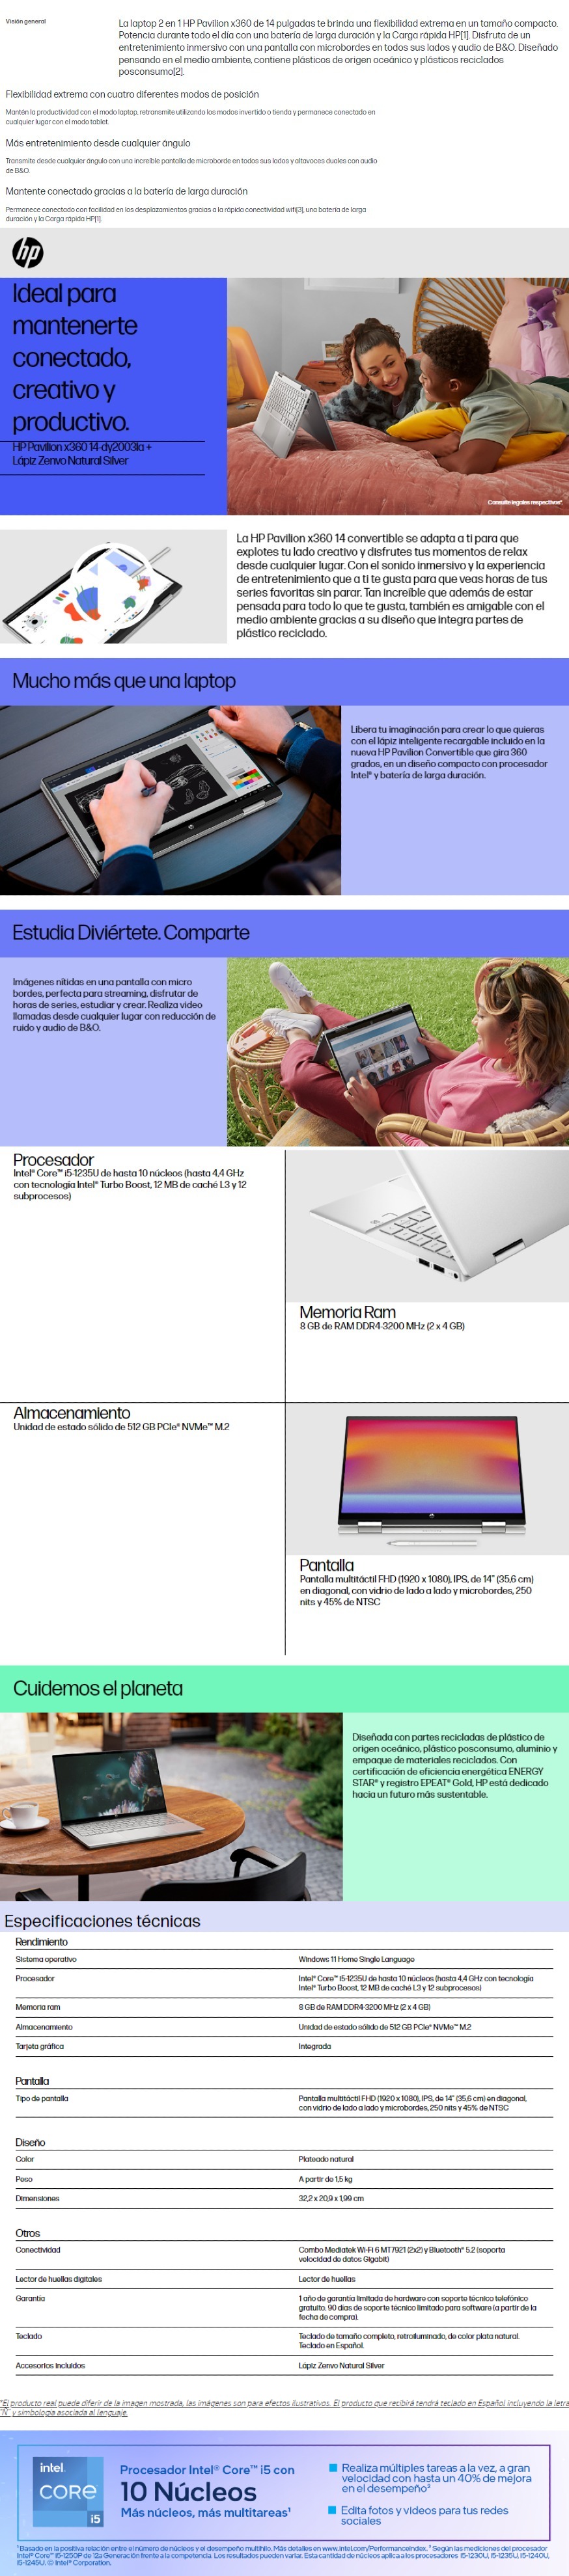 Visión general
La laptop 2 en 1 HP Pavilion x360 de 14 pulgadas te brinda una flexibilidad extrema en un tamaño compacto.
Potencia durante todo el día con una batería de larga duración y la Carga rápida HP[1]. Disfruta de un
entretenimiento inmersivo con una pantalla con microbordes en todos sus lados y audio de B&O. Diseñado
pensando en el medio ambiente, contiene plásticos de origen oceánico y plásticos reciclados
posconsumo[2].
Flexibilidad extrema con cuatro diferentes modos de posición
Mantén la productividad con el modo laptop, retransmite utilizando los modos invertido o tienda y permanece conectado en
cualquier lugar con el modo tablet.
Más entretenimiento desde cualquier ángulo
Transmite desde cualquier ángulo con una increíble pantalla de microborde en todos sus lados y altavoces duales con audio
de B&O.
Mantente conectado gracias a la batería de larga duración
Permanece conectado con facilidad en los desplazamientos gracias a la rápida conectividad wifi[3], una batería de larga
duración y la Carga rápida HP[1].
hp
Ideal para
mantenerte
conectado,
creativo y
productivo.
HP Pavilion x360 14-dy2003la +
Lápiz Zenvo Natural Silver
Consulte legales respectivos*.
La HP Pavilion x360 14 convertible se adapta a ti para que
explotes tu lado creativo y disfrutes tus momentos de relax
desde cualquier lugar. Con el sonido inmersivo y la experiencia
de entretenimiento que a ti te gusta para que veas horas de tus
series favoritas sin parar. Tan increíble que además de estar
pensada para todo lo que te gusta, también es amigable con el
medio ambiente gracias a su diseño que integra partes de
plástico reciclado.
Mucho más que una laptop
Libera tu imaginación para crear lo que quieras
con el lápiz inteligente recargable incluido en la
nueva HP Pavilion Convertible que gira 360
grados, en un diseño compacto con procesador
Intel® y batería de larga duración.
Estudia Diviértete. Comparte
Imágenes nítidas en una pantalla con micro
bordes, perfecta para streaming, disfrutar de
horas de series, estudiar y crear. Realiza video
llamadas desde cualquier lugar con reducción de
ruido y audio de B&O.
Procesador
Intel® Core™ i5-1235U de hasta 10 núcleos (hasta 4,4 GHz
con tecnología Intel® Turbo Boost, 12 MB de caché L3 y 12
subprocesos)
Memoria Ram
8 GB de RAM DDR4-3200 MHz (2 x 4 GB)
Almacenamiento
Unidad de estado sólido de 512 GB PCIe® NVMe™ M.2
Pantalla
Pantalla multitáctil FHD (1920 x 1080), IPS, de 14" (35,6 cm)
en diagonal, con vidrio de lado a lado y microbordes, 250
nits y 45% de NTSC
Cuidemos el planeta
Diseñada con partes recicladas de plástico de
origen oceánico, plástico posconsumo, aluminio y
empaque de materiales reciclados. Con
certificación de eficiencia energética ENERGY
STAR® y registro EPEAT® Gold, HP está dedicado
hacia un futuro más sustentable.
Especificaciones técnicas
Rendimiento
Sistema operativo Windows 11 Home Single Language
Procesador Intel® Core™ i5-1235U de hasta 10 núcleos (hasta 4,4 GHz con tecnología
Intel® Turbo Boost, 12 MB de caché L3 y 12 subprocesos)
Memoria ram 8 GB de RAM DDR4-3200 MHz (2 x 4 GB)
Almacenamiento Unidad de estado sólido de 512 GB PCIe® NVMe™ M.2
Tarjeta gráfica Integrada
Pantalla
Tipo de pantalla Pantalla multitáctil FHD (1920 x 1080), IPS, de 14" (35,6 cm) en diagonal,
con vidrio de lado a lado y microbordes, 250 nits y 45% de NTSC
Diseño
Color Plateado natural
Peso A partir de 1,5 kg
Dimensiones 32,2 x 20,9 x 1,99 cm
Otros
Conectividad Combo Mediatek Wi-Fi 6 MT7921 (2x2) y Bluetooth® 5.2 (soporta
velocidad de datos Gigabit)
Lector de huellas digitales Lector de huellas
Garantía 1 año de garantía limitada de hardware con soporte técnico telefónico
gratuito. 90 días de soporte técnico limitado para software (a partir de la
fecha de compra).
Teclado Teclado de tamaño completo, retroiluminado, de color plata natural.
Teclado en Español.
Accesorios incluidos Lápiz Zenvo Natural Silver
*El producto real puede diferir de la imagen mostrada, las imágenes son para efectos ilustrativos. El producto que recibirá tendrá teclado en Español incluyendo la letra
"Ñ" y simbología asociada al lenguaje.
intel.
CORE
i5
Procesador Intel® Core™ i5 con
10 Núcleos
Más núcleos, más multitareas¹
Realiza múltiples tareas a la vez, a gran
velocidad con hasta un 40% de mejora
en el desempeño²
Edita fotos y videos para tus redes
sociales
¹ Basado en la positiva relación entre el número de núcleos y el desempeño multihilo. Más detalles en www.intel.com/PerformanceIndex. ² Según las mediciones del procesador
Intel® Core™ i5-1250P de 12a Generación frente a la competencia. Los resultados pueden variar. Esta cantidad de núcleos aplica a los procesadores i5-1230U, i5-1235U, i5-1240U,
i5-1245U. © Intel® Corporation.